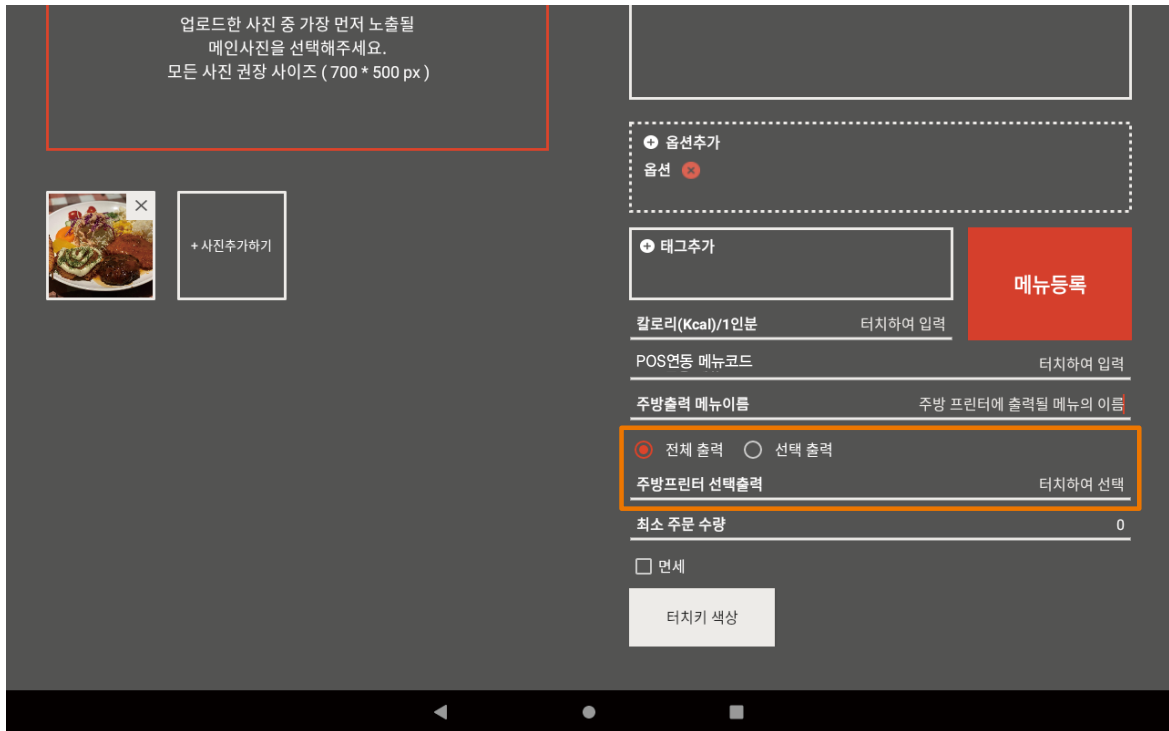 업로드한 사진 중 가장 먼저 노출될
메인사진을 선택해주세요.
모든 사진 권장 사이즈 ( 700 * 500 px )
+ 사진추가하기
옵션추가
옵션
태그추가
메뉴등록
칼로리(Kcal)/1인분 터치하여 입력
POS연동 메뉴코드 터치하여 입력
주방출력 메뉴이름 주방 프린터에 출력될 메뉴의 이름
전체 출력 선택 출력
주방프린터 선택출력 터치하여 선택
최소 주문 수량 0
면세
터치키 색상